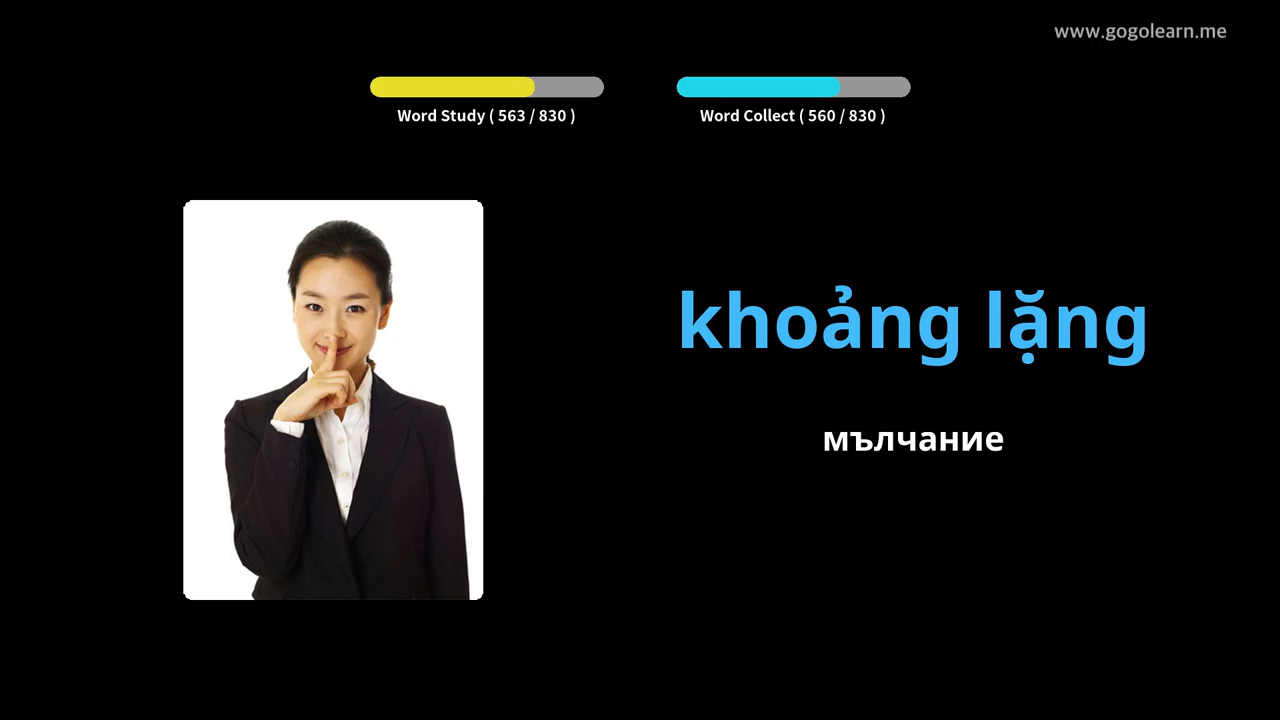 www.gogolearn.me
Word Study ( 563 / 830 )
Word Collect ( 560 / 830 )
khoảng lặng
мълчание